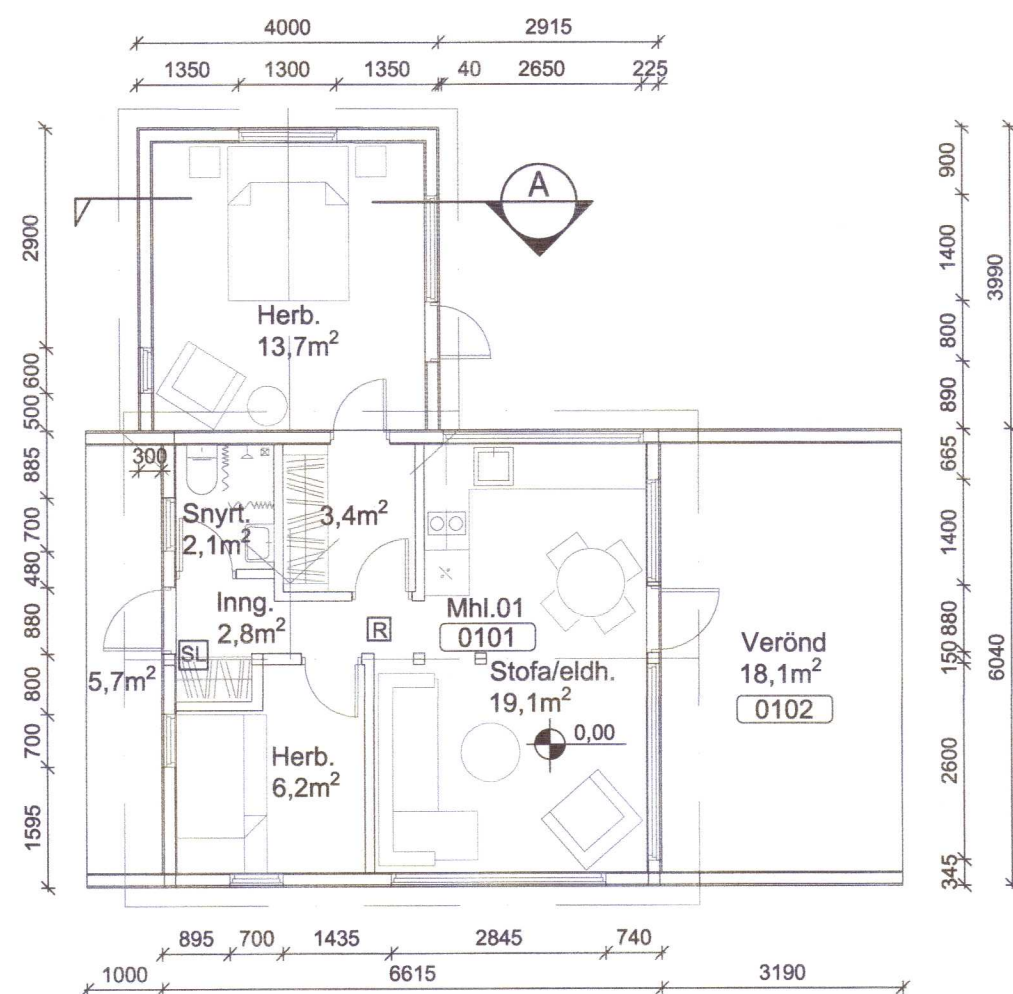 4000 2915
1350 1300 1350 40 2650 225
A
2900
600
500
885
700
480
880
800
700
1595
900
1400
800
890
665
1400
880
150
2600
345
3990
6040
Herb.
13,7m²
300
Snyrt.
2,1m²
3,4m²
Inng.
2,8m²
R
SL
5,7m²
Mhl.01
0101
Stofa/eldh.
19,1m²
0,00
Verönd
18,1m²
0102
Herb.
6,2m²
895 700 1435 2845 740
1000 6615 3190